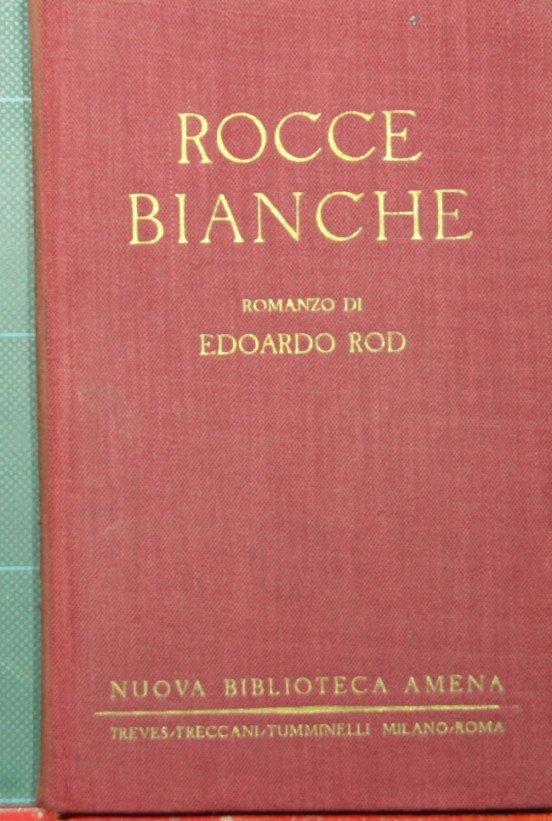 ROCCE
BIANCHE
ROMANZO DI
EDOARDO ROD
NUOVA BIBLIOTECA AMENA
TREVES-TRECCANI-TUMMINELLI MILANO-ROMA